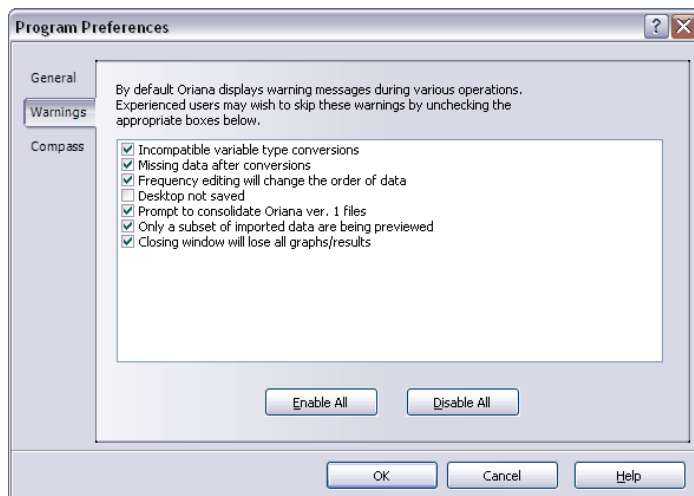 Program Preferences
General
Warnings
Compass
By default Oriana displays warning messages during various operations.
Experienced users may wish to skip these warnings by unchecking the
appropriate boxes below.
Incompatible variable type conversions
Missing data after conversions
Frequency editing will change the order of data
Desktop not saved
Prompt to consolidate Oriana ver. 1 files
Only a subset of imported data are being previewed
Closing window will lose all graphs/results
Enable All
Disable All
OK
Cancel
Help